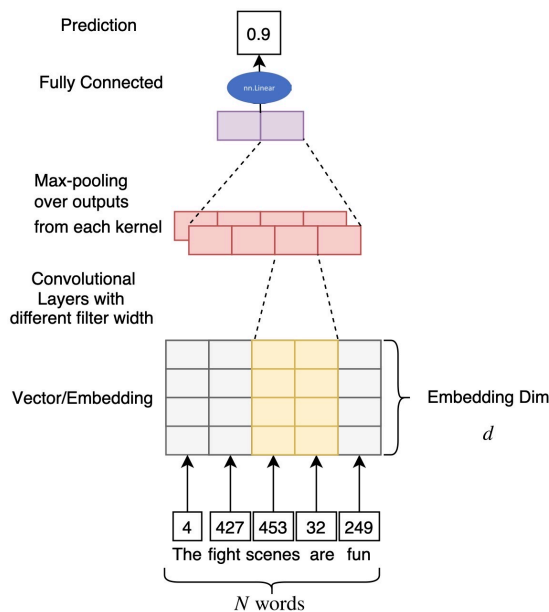 Prediction
0.9
Fully Connected
nn.Linear
Max-pooling
over outputs
from each kernel
Convolutional
Layers with
different filter width
Vector/Embedding
Embedding Dim
d
4 427 453 32 249
The fight scenes are fun
N words